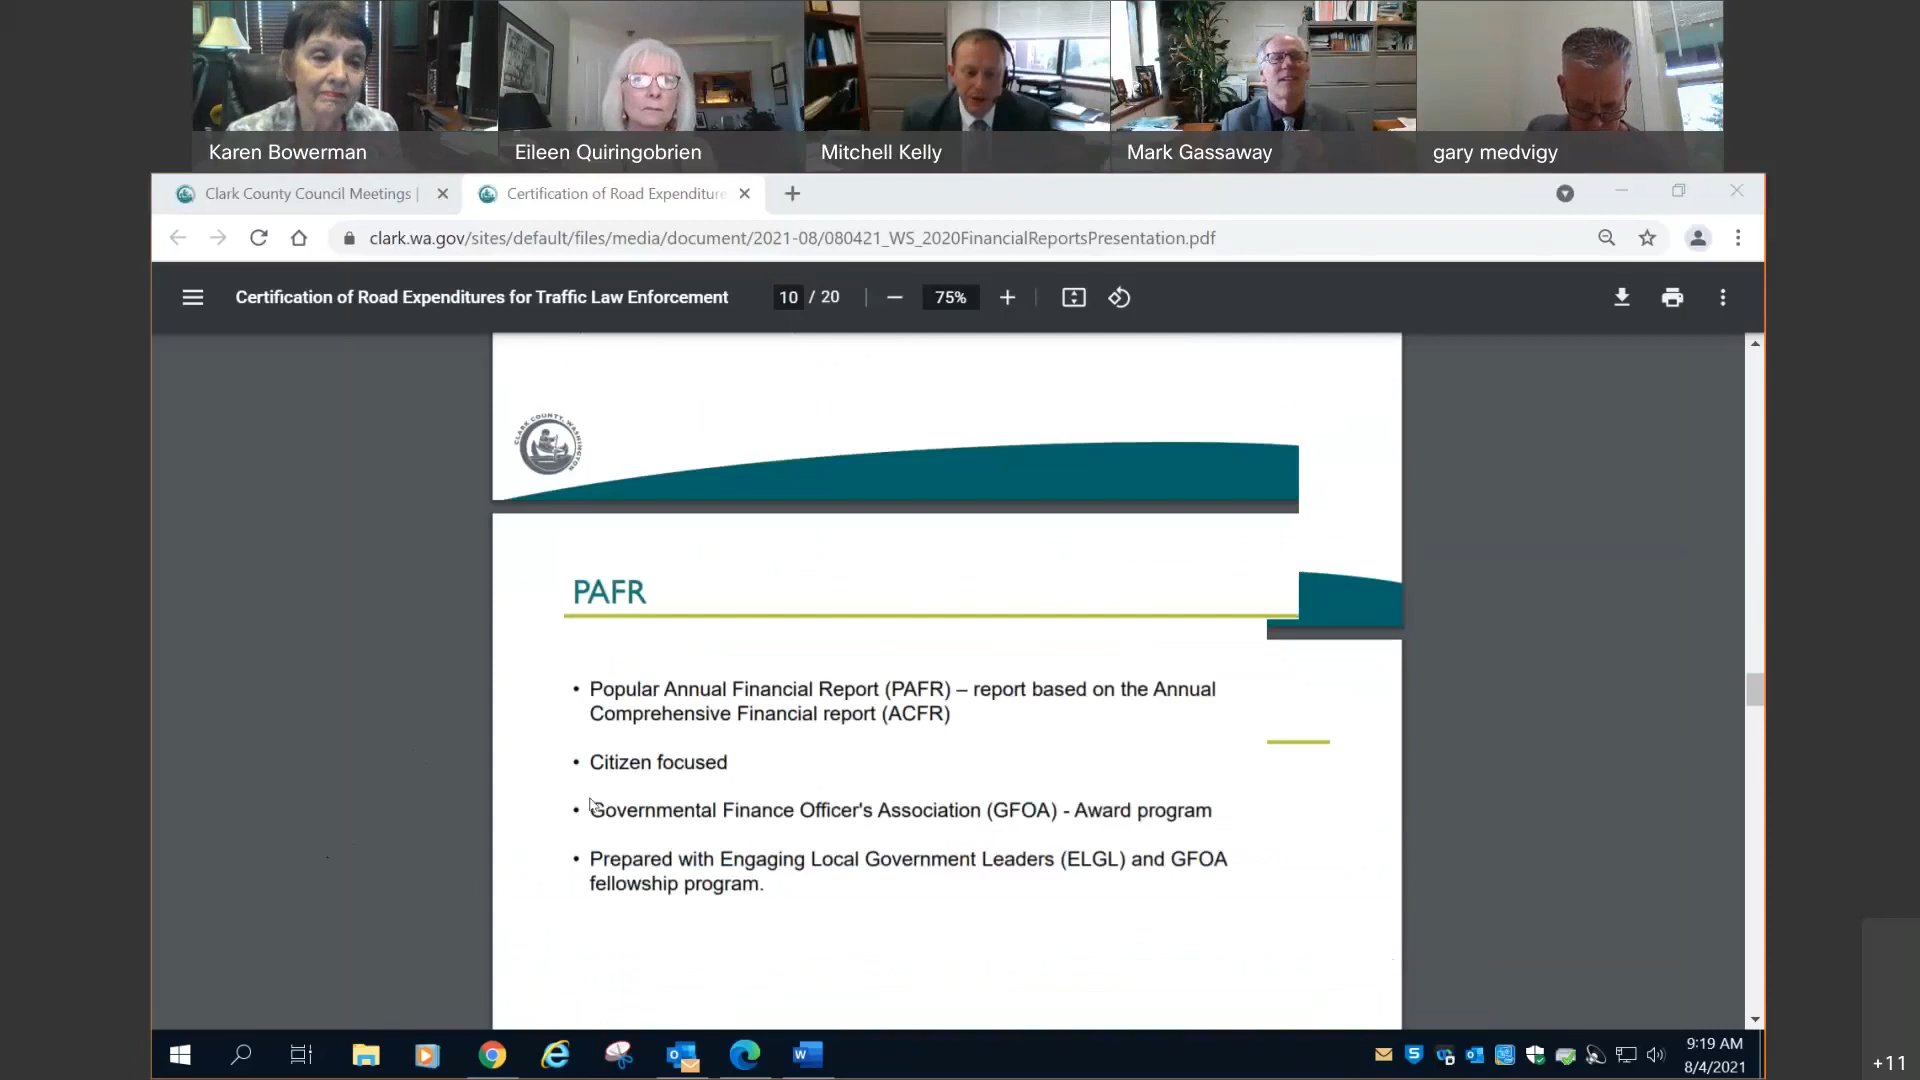 Karen Bowerman
Eileen Quiringobrien
Mitchell Kelly
Mark Gassaway
gary medvigy
Clark County Council Meetings |
Certification of Road Expenditure
clark.wa.gov/sites/default/files/media/document/2021-08/080421_WS_2020FinancialReportsPresentation.pdf
Certification of Road Expenditures for Traffic Law Enforcement
10 / 20
75%
CLARK COUNTY, WASHINGTON
PAFR
• Popular Annual Financial Report (PAFR) – report based on the Annual
Comprehensive Financial report (ACFR)
• Citizen focused
• Governmental Finance Officer's Association (GFOA) - Award program
• Prepared with Engaging Local Government Leaders (ELGL) and GFOA
fellowship program.
9:19 AM
8/4/2021
+11